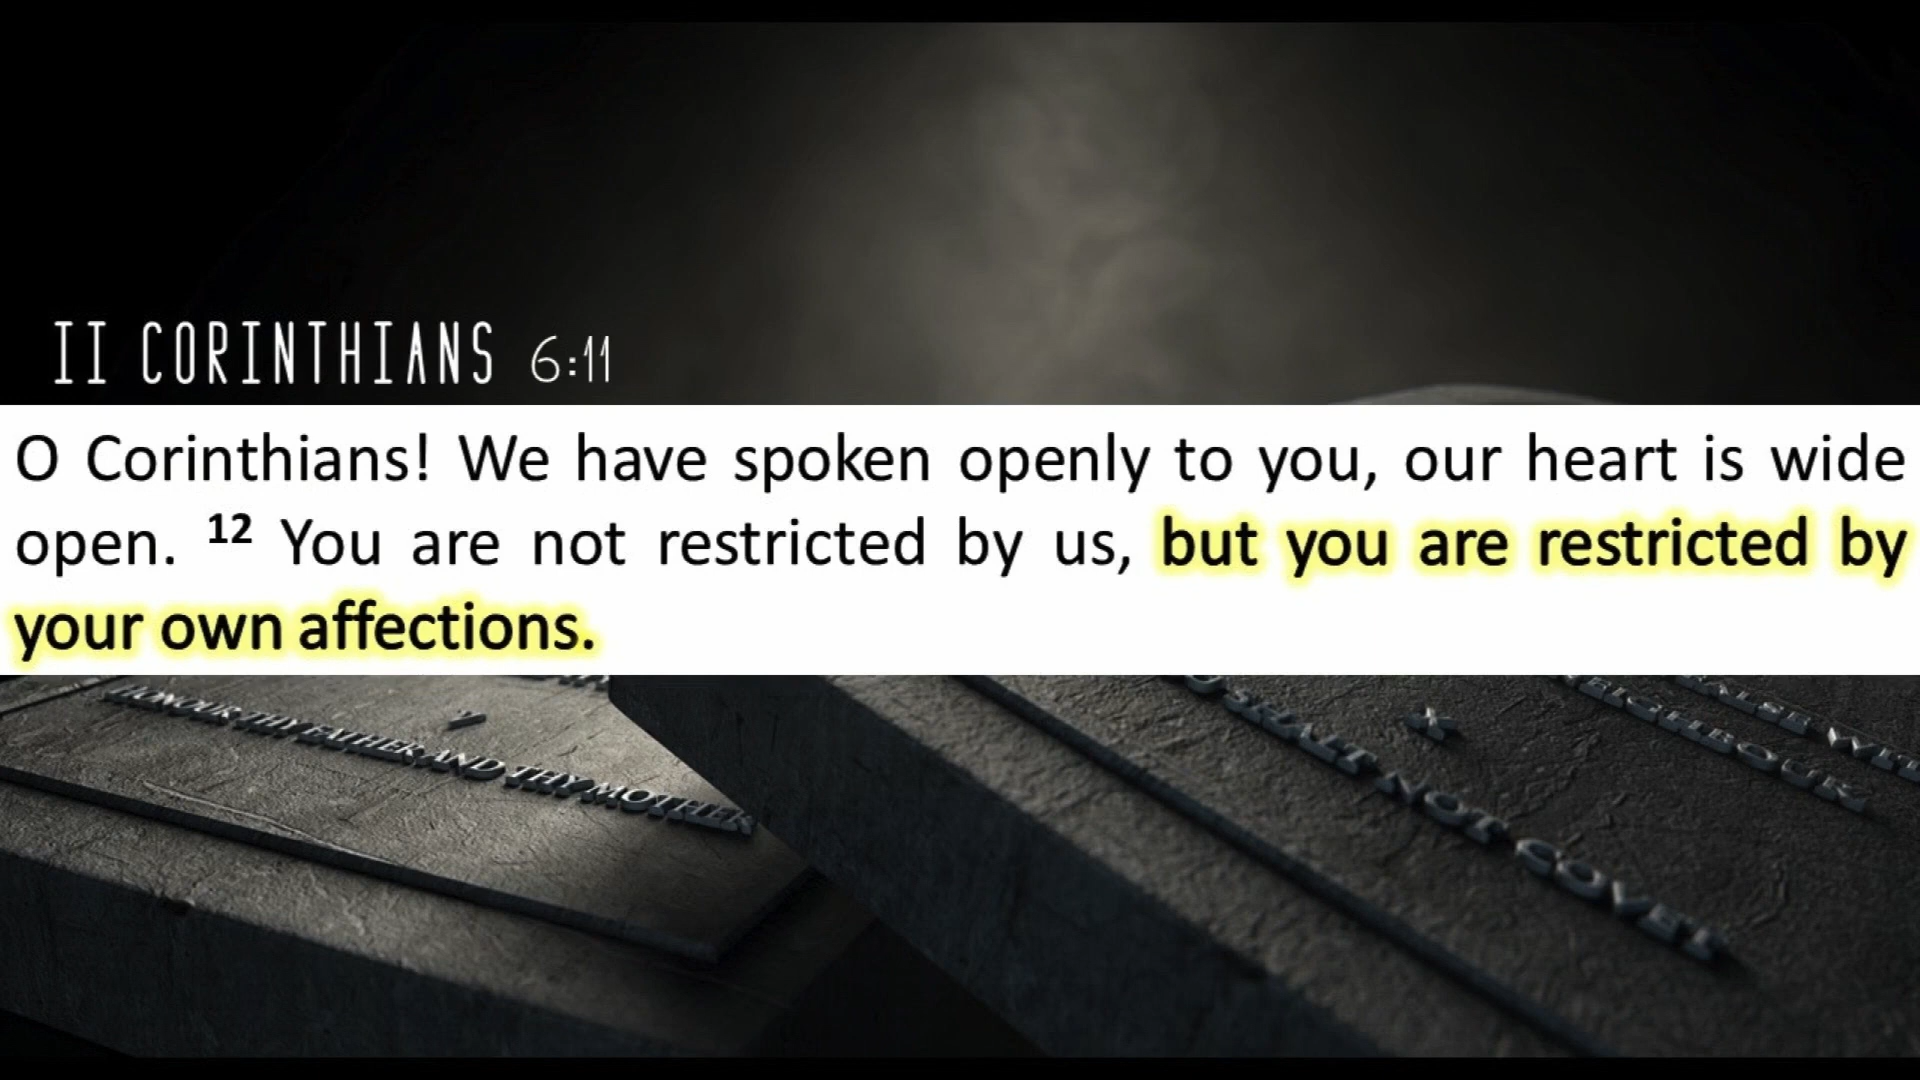 II CORINTHIANS 6:11
O Corinthians! We have spoken openly to you, our heart is wide
open. 12 You are not restricted by us, but you are restricted by
your own affections.
HONOUR THY FATHER AND THY MOTHER
SHALT NOT COVET
X
NEIGHBOUR
FALSE